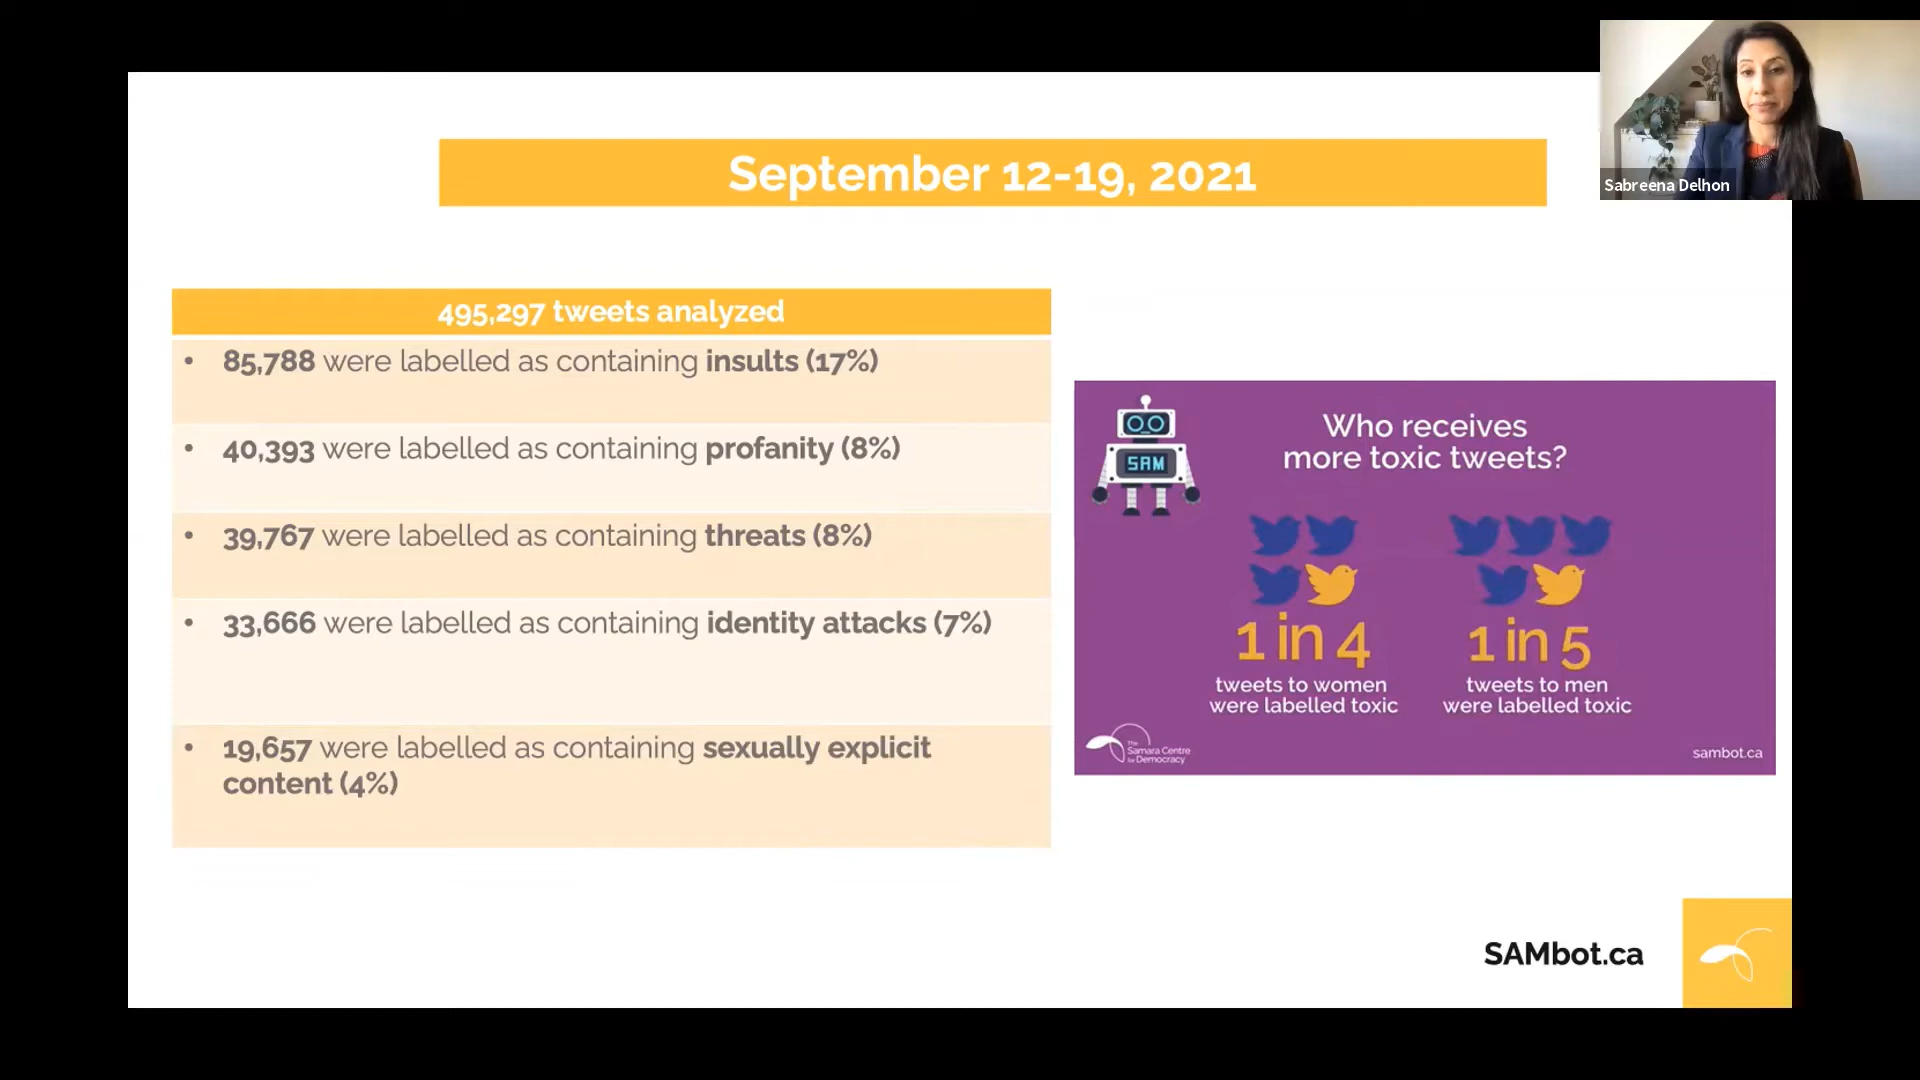 Sabreena Delhon
September 12-19, 2021
495,297 tweets analyzed
• 85,788 were labelled as containing insults (17%)
• 40,393 were labelled as containing profanity (8%)
• 39,767 were labelled as containing threats (8%)
• 33,666 were labelled as containing identity attacks (7%)
• 19,657 were labelled as containing sexually explicit
content (4%)
SAM
Who receives
more toxic tweets?
1 in 4
tweets to women
were labelled toxic
1 in 5
tweets to men
were labelled toxic
The
Samara Centre
for Democracy
sambot.ca
SAMbot.ca